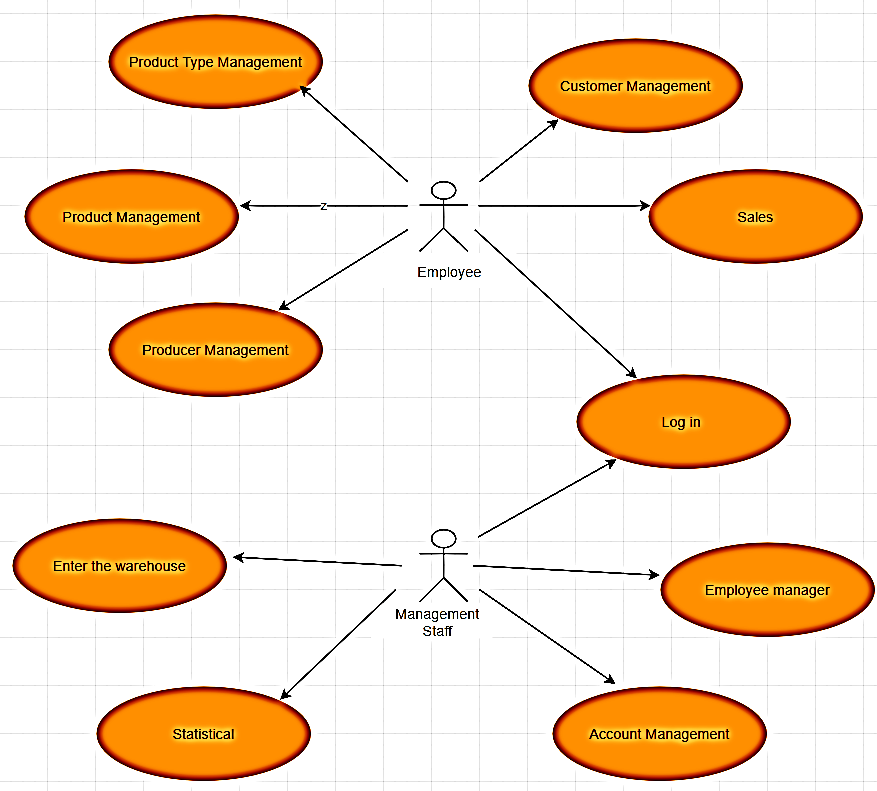 Product Type Management
Customer Management
Product Management
z
Sales
Employee
Producer Management
Log in
Enter the warehouse
Employee manager
Management
Staff
Statistical
Account Management